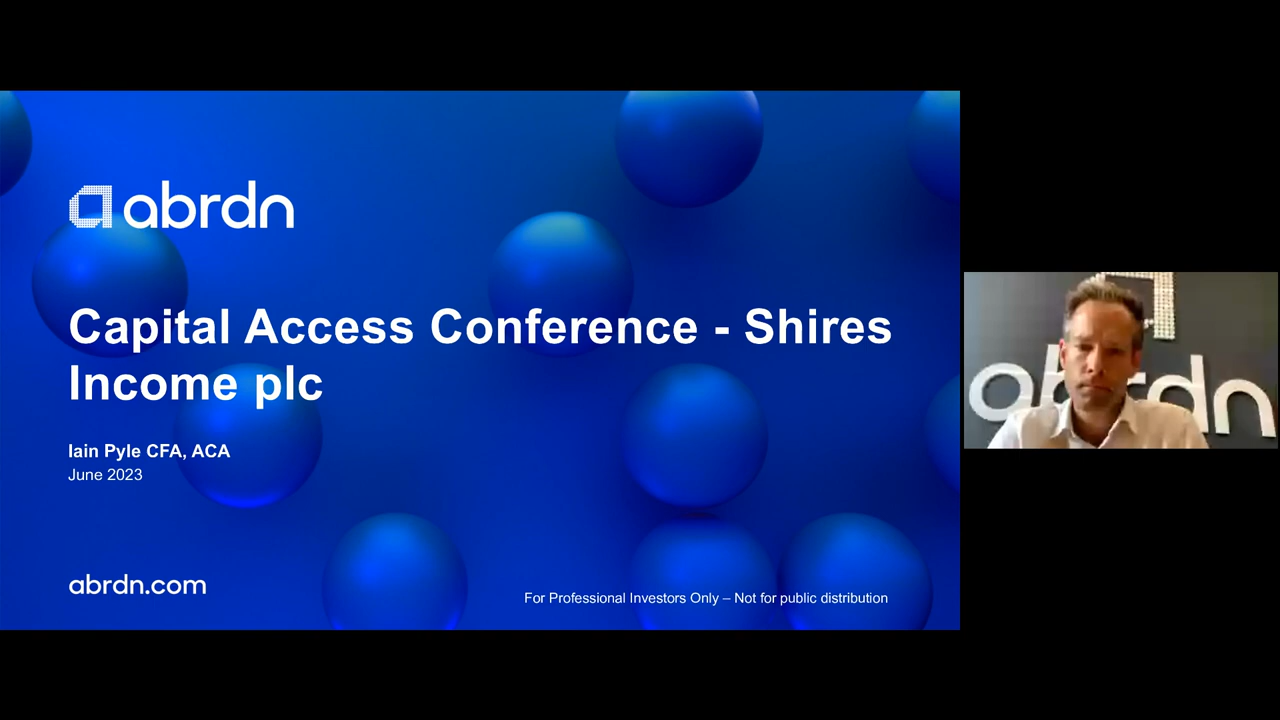 abrdn
Capital Access Conference - Shires
Income plc
Iain Pyle CFA, ACA
June 2023
abrdn.com
For Professional Investors Only – Not for public distribution
abrdn